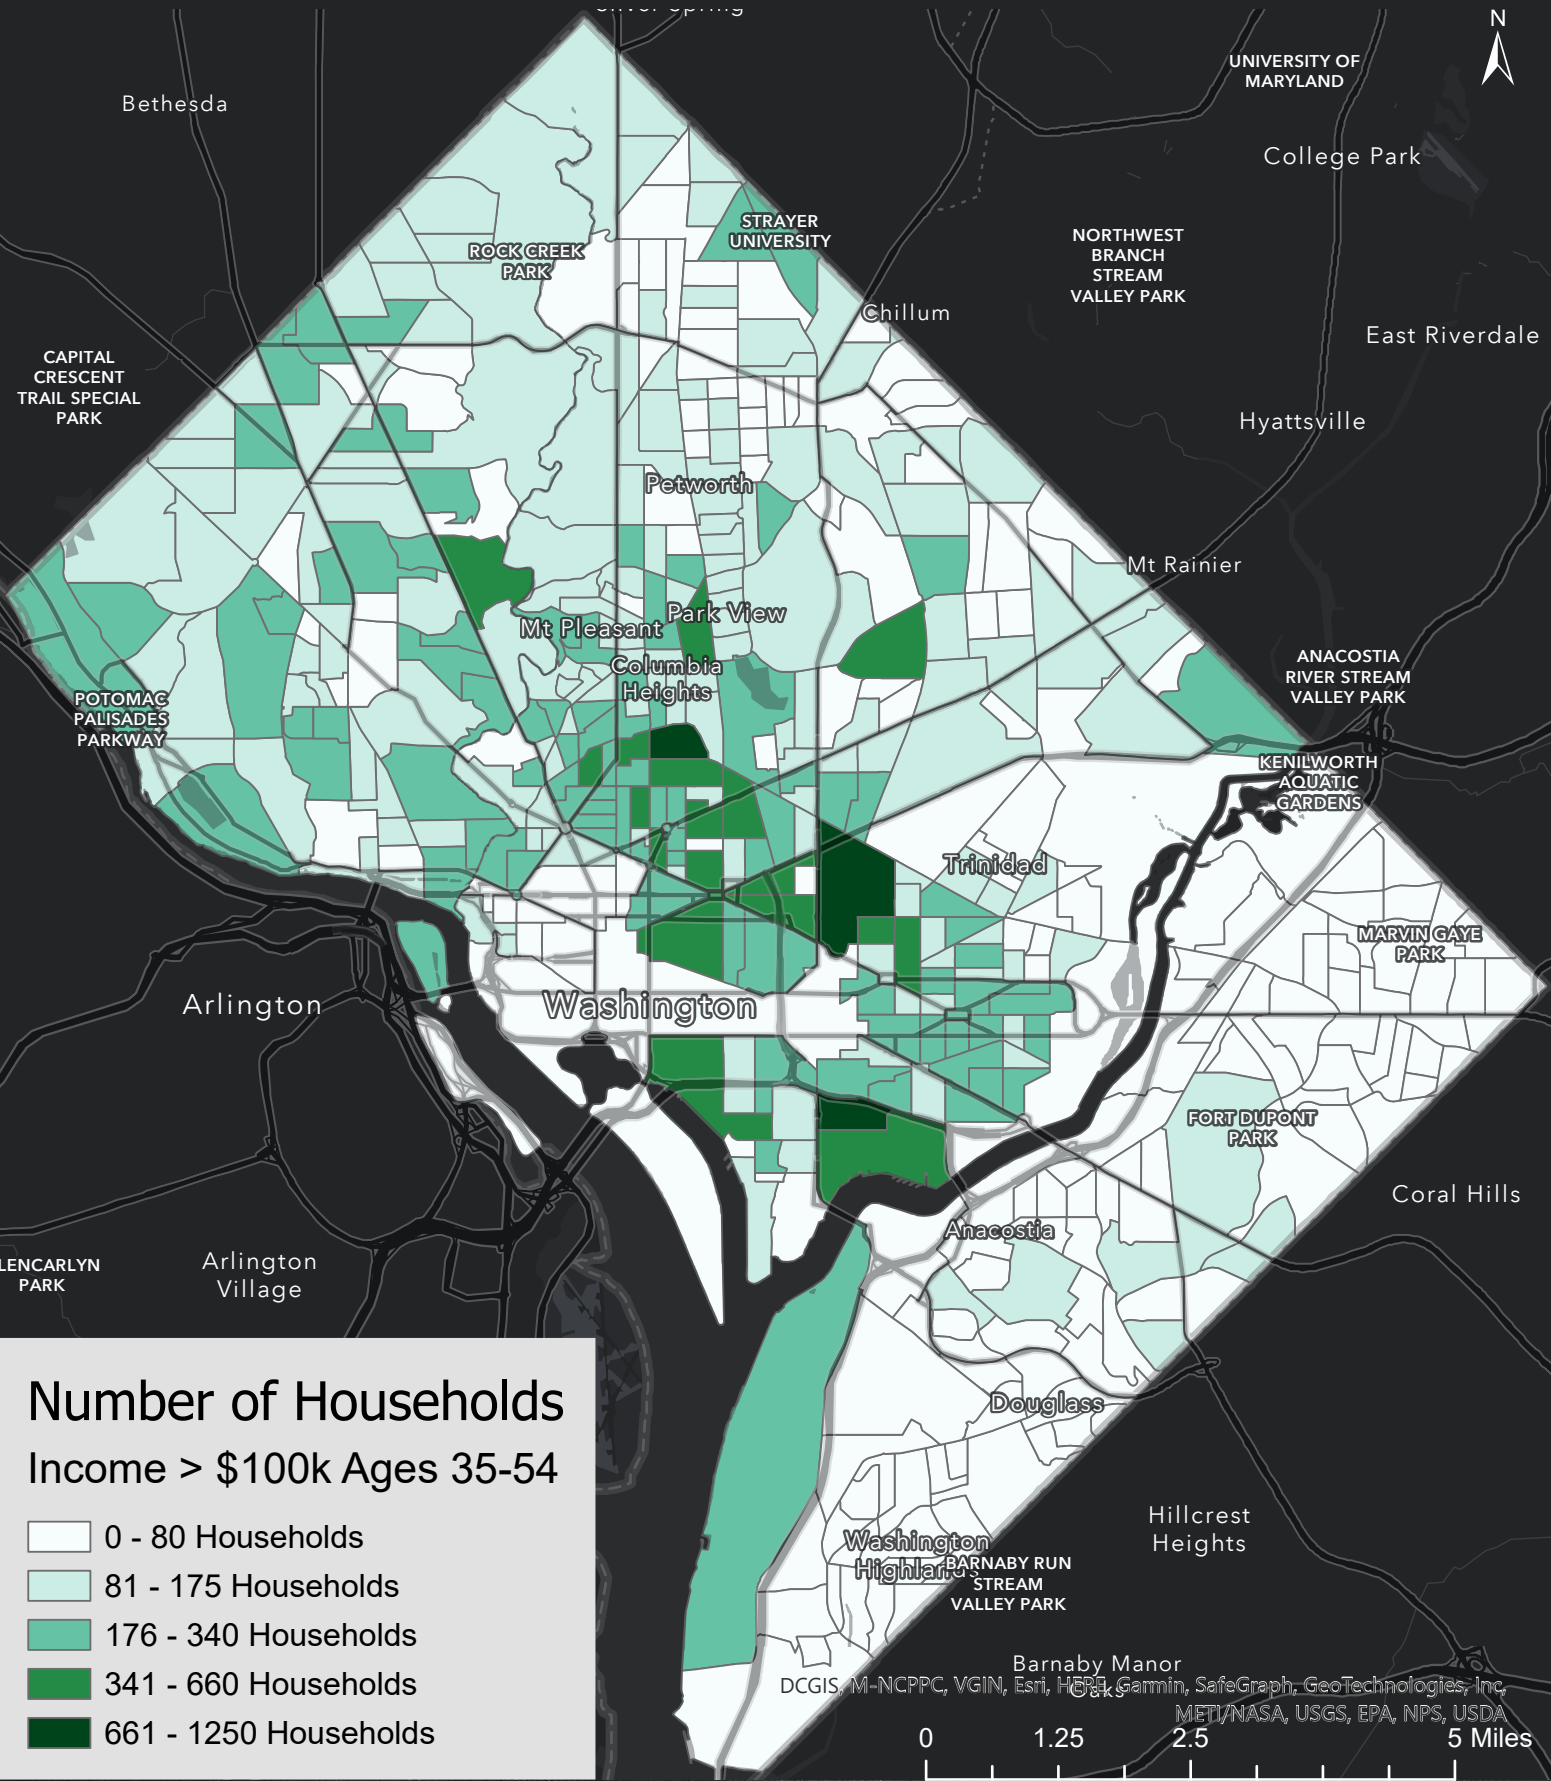 Silver Spring
N
UNIVERSITY OF
MARYLAND
Bethesda
College Park
STRAYER
UNIVERSITY
NORTHWEST
BRANCH
STREAM
VALLEY PARK
ROCK CREEK
PARK
Chillum
East Riverdale
CAPITAL
CRESCENT
TRAIL SPECIAL
PARK
Hyattsville
Petworth
Mt Rainier
Park View
Mt Pleasant
Columbia
Heights
ANACOSTIA
RIVER STREAM
VALLEY PARK
POTOMAC
PALISADES
PARKWAY
KENILWORTH
AQUATIC
GARDENS
Trinidad
MARVIN GAYE
PARK
Arlington
Washington
FORT DUPONT
PARK
Coral Hills
Anacostia
LENCARLYN
PARK
Arlington
Village
Douglass
Hillcrest
Heights
Washington
Highlands
BARNABY RUN
STREAM
VALLEY PARK
Barnaby Manor
Oaks
Number of Households
Income > $100k Ages 35-54
0 - 80 Households
81 - 175 Households
176 - 340 Households
341 - 660 Households
661 - 1250 Households
DCGIS, M-NCPPC, VGIN, Esri, HERE, Garmin, SafeGraph, GeoTechnologies, Inc,
METI/NASA, USGS, EPA, NPS, USDA
0 1.25 2.5 5 Miles